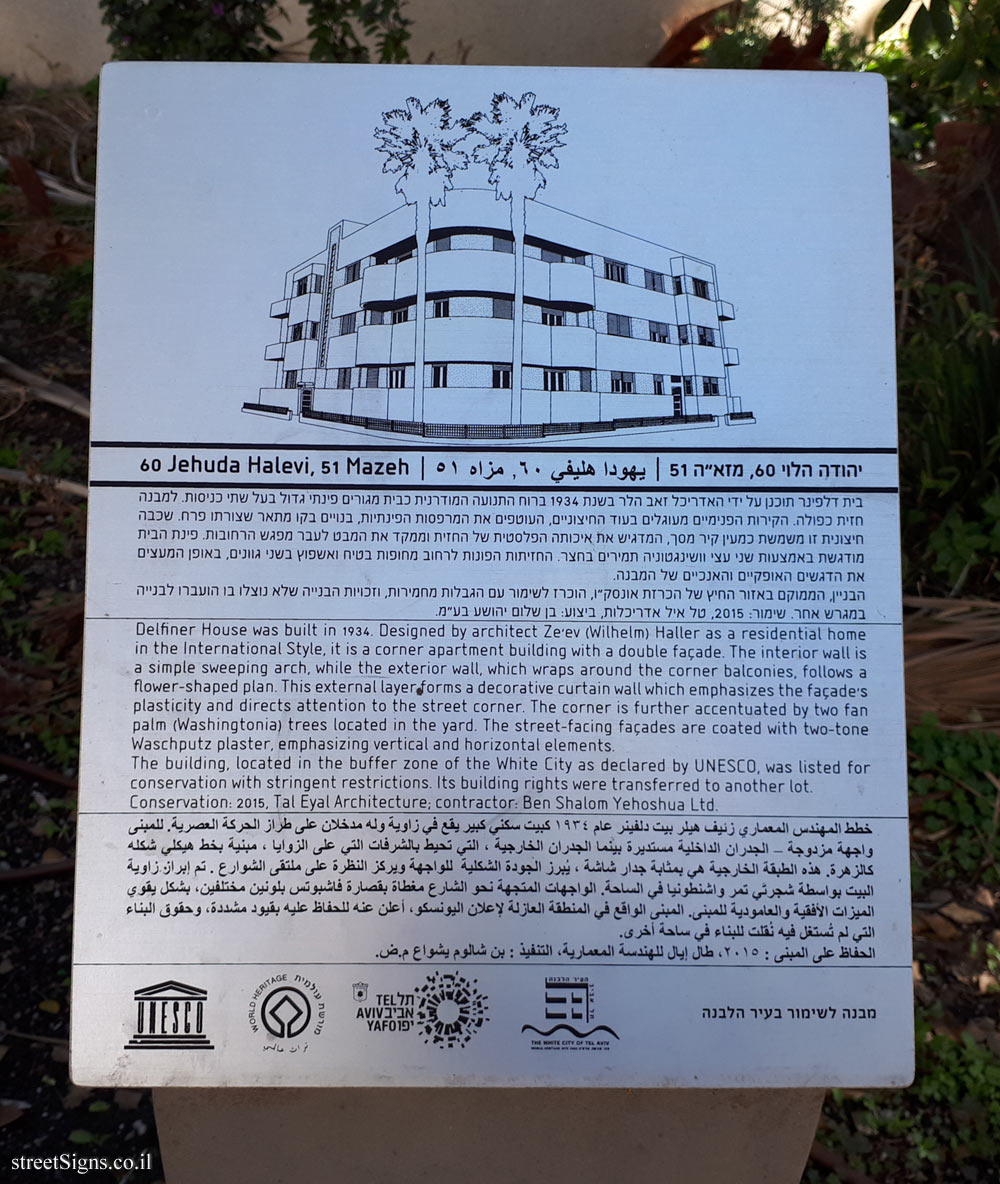 60 Jehuda Halevi, 51 Mazeh | يهودا هليفي ٦٠, مزاه ٥١ | יהודה הלוי 60, מזא״ה 51
בית דלפינר תוכנן על ידי האדריכל זאב הלר בשנת 1934 ברוח התנועה המודרנית כבית מגורים פינתי גדול בעל שתי כניסות. למבנה
חזית כפולה. הקירות הפנימיים מעוגלים בעוד החיצוניים, העוטפים את המרפסות הפינתיות, בנויים בקו מתאר שצורתו פרח. שכבה
חיצונית זו משמשת כמעין קיר מסך, המדגיש את איכותה הפלסטית של החזית וממקד את המבט לעבר מפגש הרחובות. פינת הבית
מודגשת באמצעות שני עצי וושינגטוניה תמירים בחצר. החזיתות הפונות לרחוב מחופות בטיח ואשפוץ בשני גוונים, באופן המעצים
את הדגשים האופקיים והאנכיים של המבנה.
הבניין, הממוקם באזור החיץ של הכרזת אונסק״ו, הוכרז לשימור עם הגבלות מחמירות, וזכויות הבנייה שלא נוצלו בו הועברו לבנייה
במגרש אחר. שימור: 2015, טל איל אדריכלות, ביצוע: בן שלום יהושע בע״מ.
Delfiner House was built in 1934. Designed by architect Ze'ev (Wilhelm) Haller as a residential home
in the International Style, it is a corner apartment building with a double façade. The interior wall is
a simple sweeping arch, while the exterior wall, which wraps around the corner balconies, follows a
flower-shaped plan. This external layer forms a decorative curtain wall which emphasizes the façade's
plasticity and directs attention to the street corner. The corner is further accentuated by two fan
palm (Washingtonia) trees located in the yard. The street-facing façades are coated with two-tone
Waschputz plaster, emphasizing vertical and horizontal elements.
The building, located in the buffer zone of the White City as declared by UNESCO, was listed for
conservation with stringent restrictions. Its building rights were transferred to another lot.
Conservation: 2015, Tal Eyal Architecture; contractor: Ben Shalom Yehoshua Ltd.
خطط المهندس المعماري زئيف هيلر بيت دلفينر عام ١٩٣٤ كبيت سكني كبير يقع في زاوية وله مدخلان على طراز الحركة العصرية. للمبنى
واجهة مزدوجة – الجدران الداخلية مستديرة بينما الجدران الخارجية ، التي تحيط بالشرفات التي على الزوايا ، مبنية بخط هيكلي شكله
كالزهرة. هذه الطبقة الخارجية هي بمثابة جدار شاشة، يُبرز الجودة الشكلية للواجهة ويركز النظرة على ملتقى الشوارع . تم إبراز زاوية
البيت بواسطة شجرتي تمر واشنطونيا في الساحة. الواجهات المتجهة نحو الشارع مغطاة بقصارة فاشبوتس بلونين مختلفين، بشكل يقوي
الميزات الأفقية والعامودية للمبنى. المبنى الواقع في المنطقة العازلة لإعلان اليونسكو، أعلن عنه للحفاظ عليه بقيود مشددة، وحقوق البناء
التي لم تُستغل فيه نُقلت للبناء في ساحة أخرى.
الحفاظ على المبنى : ٢٠١٥، طال إيال للهندسة المعمارية، التنفيذ : بن شالوم يشواع م.ض.
UNESCO
WORLD HERITAGE
מורשת עולמית
TEL AVIV YAFO
תל אביב יפו
העיר הלבנה
תל אביב
THE WHITE CITY OF TEL AVIV
מבנה לשימור בעיר הלבנה
streetSigns.co.il